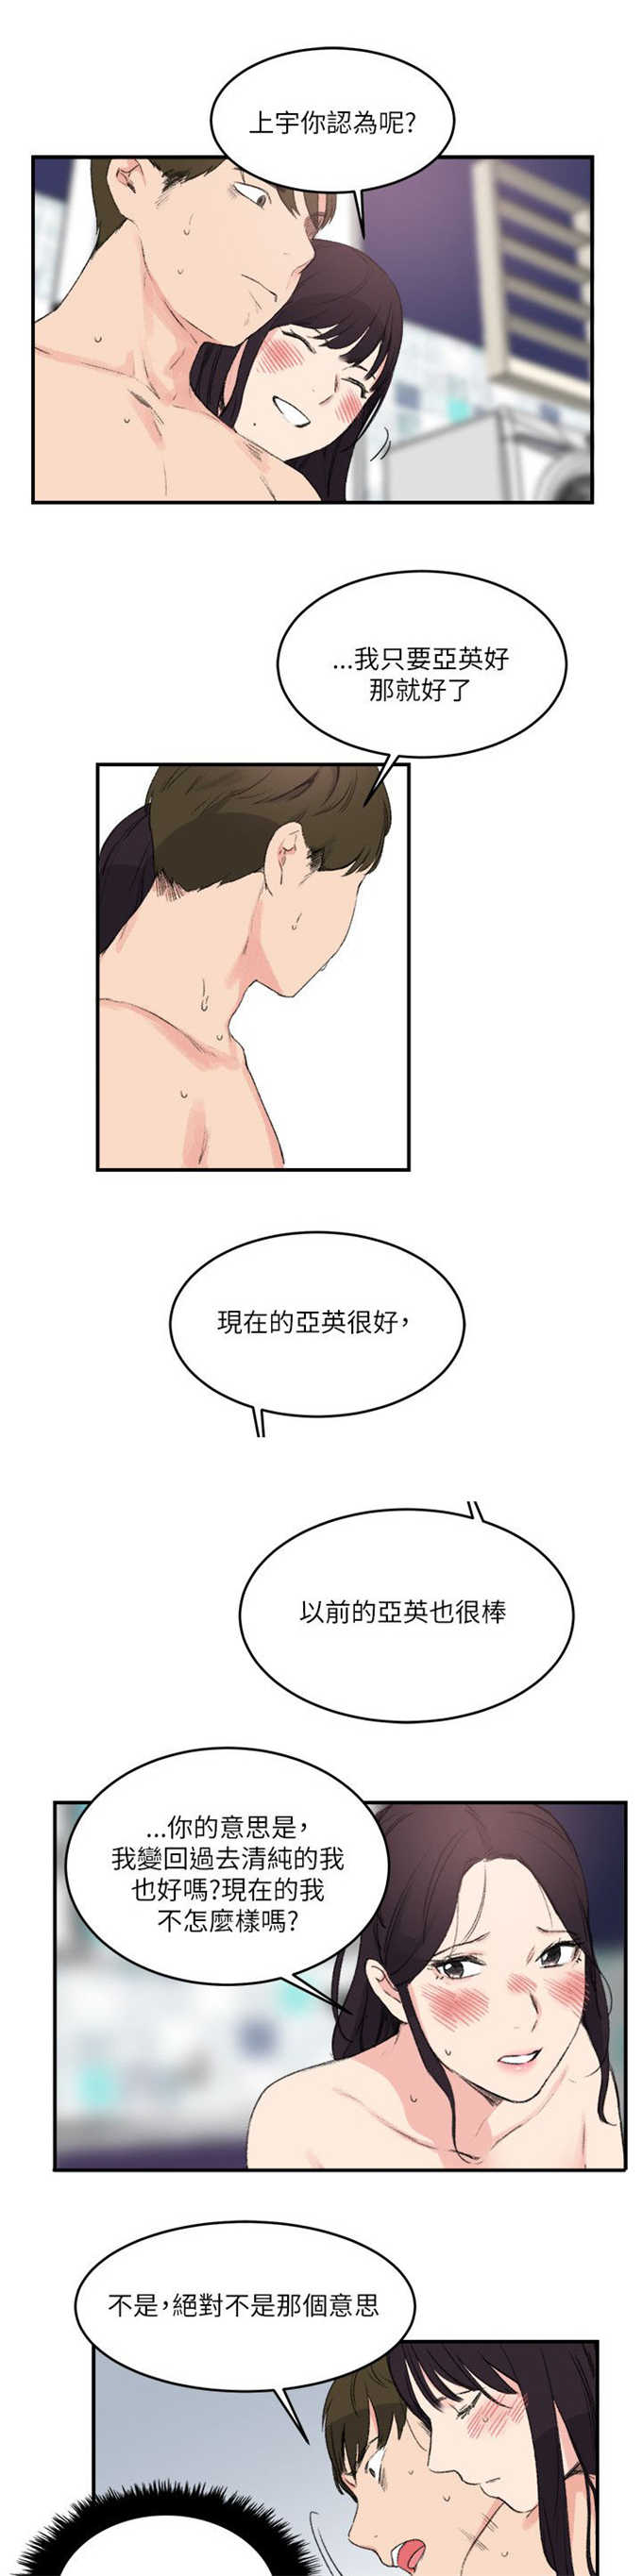 上宇你認為呢?
...我只要亞英好
那就好了
現在的亞英很好,
以前的亞英也很棒
...你的意思是,
我變回過去清純的我
也好嗎?現在的我
不怎麼樣嗎?
不是,絕對不是那個意思